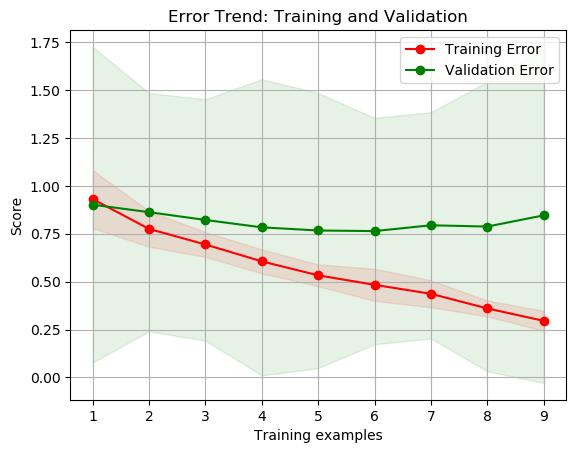 Error Trend: Training and Validation
Training Error
Validation Error
Score
1.75
1.50
1.25
1.00
0.75
0.50
0.25
0.00
1 2 3 4 5 6 7 8 9
Training examples